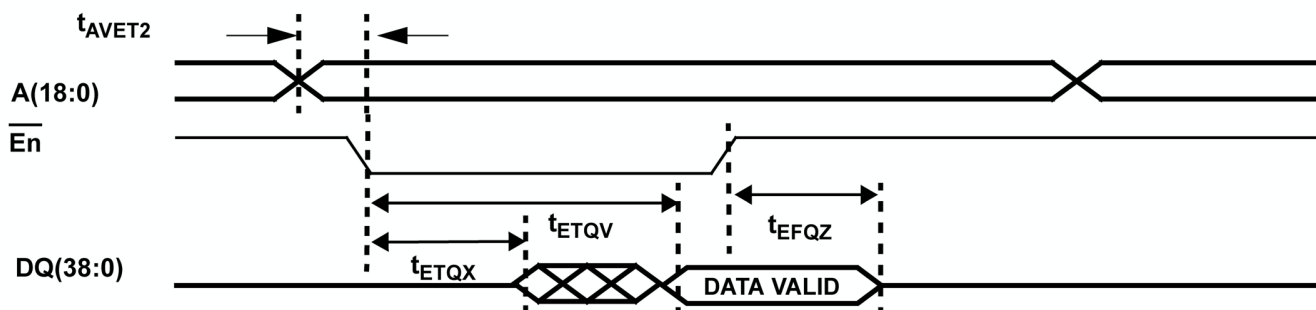 tAVET2
A(18:0)
En
tETQV
tEFQZ
tETQX
DQ(38:0)
DATA VALID